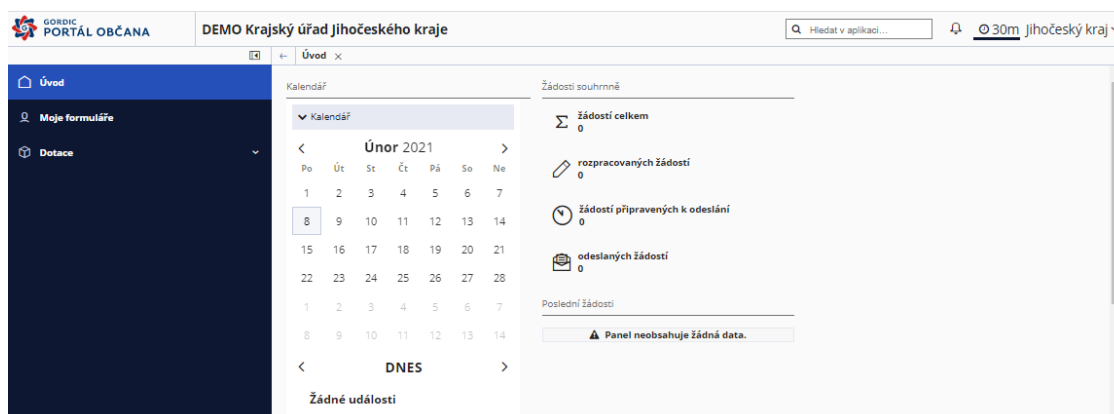 GORDIC
PORTÁL OBČANA
DEMO Krajský úřad Jihočeského kraje
Hledat v aplikaci...
30m Jihočeský kraj
Úvod
Moje formuláře
Dotace
Úvod
Kalendář
Kalendář
Únor 2021
Po Út St Čt Pá So Ne
1 2 3 4 5 6 7
8 9 10 11 12 13 14
15 16 17 18 19 20 21
22 23 24 25 26 27 28
1 2 3 4 5 6 7
8 9 10 11 12 13 14
DNES
Žádné události
Žádosti souhrnně
žádostí celkem
0
rozpracovaných žádostí
0
žádostí připravených k odeslání
0
odeslaných žádostí
0
Poslední žádosti
Panel neobsahuje žádná data.